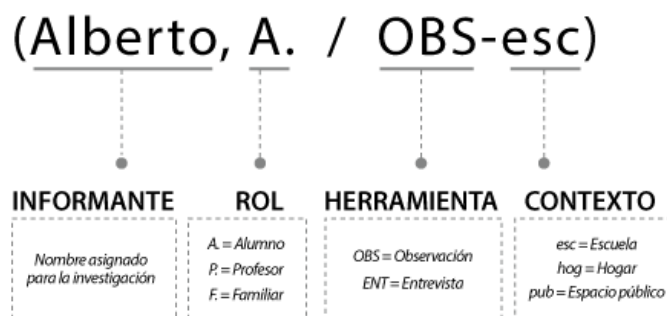 (Alberto, A. / OBS-esc)
INFORMANTE
Nombre asignado
para la investigación
ROL
A. = Alumno
P. = Profesor
F. = Familiar
HERRAMIENTA
OBS = Observación
ENT = Entrevista
CONTEXTO
esc = Escuela
hog = Hogar
pub = Espacio público